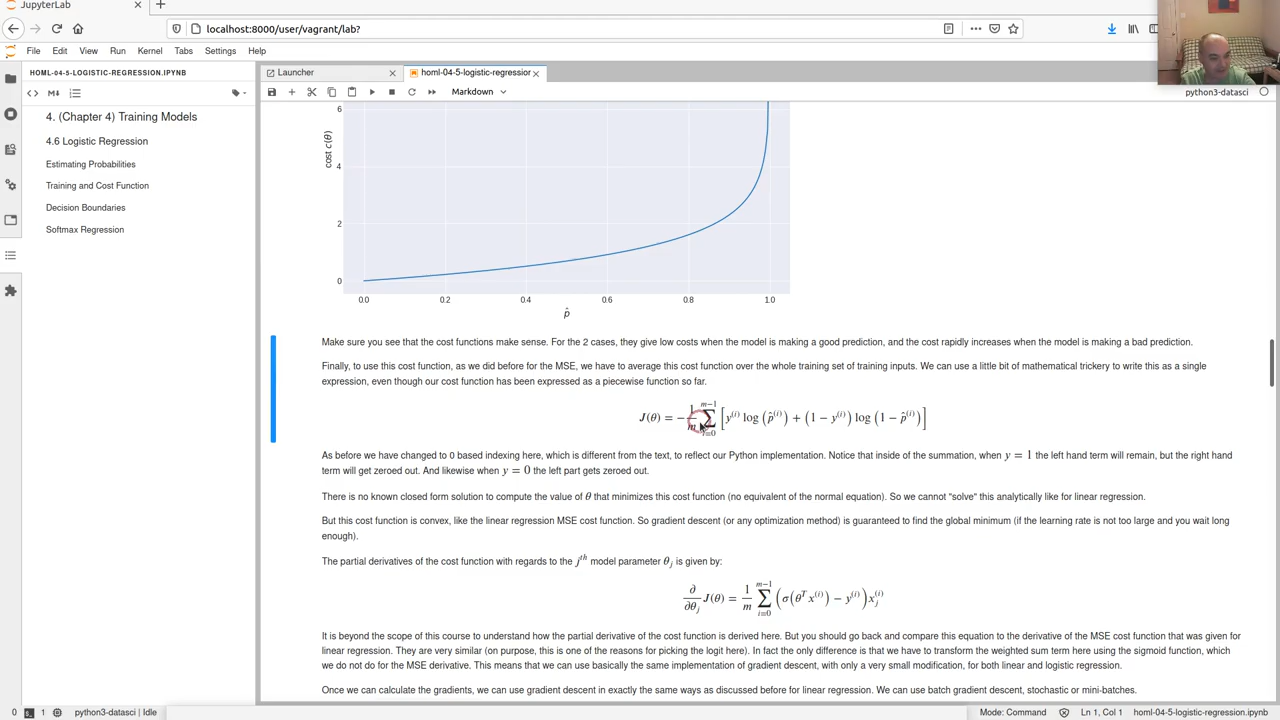 JupyterLab
localhost:8000/user/vagrant/lab?
File Edit View Run Kernel Tabs Settings Help
HOML-04-5-LOGISTIC-REGRESSION.IPYNB
4. (Chapter 4) Training Models
4.6 Logistic Regression
Estimating Probabilities
Training and Cost Function
Decision Boundaries
Softmax Regression
Launcher
homl-04-5-logistic-regression
Markdown
python3-datasci
6
4
2
0
cost c(θ)
0.0 0.2 0.4 0.6 0.8 1.0
p̂
Make sure you see that the cost functions make sense. For the 2 cases, they give low costs when the model is making a good prediction, and the cost rapidly increases when the model is making a bad prediction.
Finally, to use this cost function, as we did before for the MSE, we have to average this cost function over the whole training set of training inputs. We can use a little bit of mathematical trickery to write this as a single
expression, even though our cost function has been expressed as a piecewise function so far.
J(θ) = −1/m ∑_{i=0}^{m−1} [y^(i) log (p̂^(i)) + (1 − y^(i)) log (1 − p̂^(i))]
As before we have changed to 0 based indexing here, which is different from the text, to reflect our Python implementation. Notice that inside of the summation, when y = 1 the left hand term will remain, but the right hand
term will get zeroed out. And likewise when y = 0 the left part gets zeroed out.
There is no known closed form solution to compute the value of θ that minimizes this cost function (no equivalent of the normal equation). So we cannot "solve" this analytically like for linear regression.
But this cost function is convex, like the linear regression MSE cost function. So gradient descent (or any optimization method) is guaranteed to find the global minimum (if the learning rate is not too large and you wait long
enough).
The partial derivatives of the cost function with regards to the j^th model parameter θ_j is given by:
∂/∂θ_j J(θ) = 1/m ∑_{i=0}^{m−1} (σ(θ^T x^(i)) − y^(i)) x_j^(i)
It is beyond the scope of this course to understand how the partial derivative of the cost function is derived here. But you should go back and compare this equation to the derivative of the MSE cost function that was given for
linear regression. They are very similar (on purpose, this is one of the reasons for picking the logit here). In fact the only difference is that we have to transform the weighted sum term here using the sigmoid function, which
we do not do for the MSE derivative. This means that we can use basically the same implementation of gradient descent, with only a very small modification, for both linear and logistic regression.
Once we can calculate the gradients, we can use gradient descent in exactly the same ways as discussed before for linear regression. We can use batch gradient descent, stochastic or mini-batches.
0 1 python3-datasci | Idle
Mode: Command Ln 1, Col 1 homl-04-5-logistic-regression.ipynb